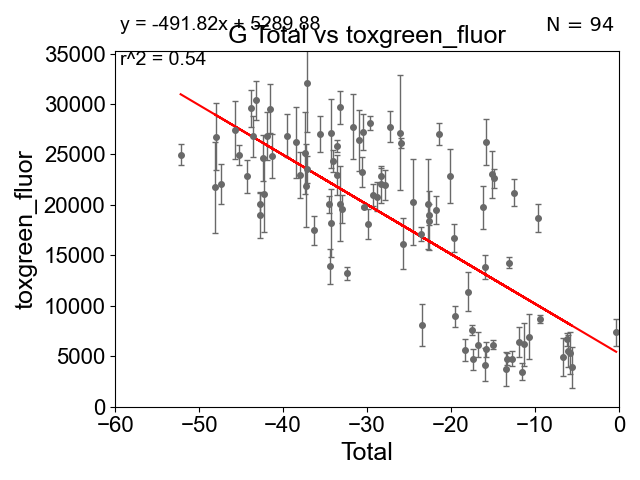 y = -491.82x + 5289.88
N = 94
G Total vs toxgreen_fluor
r^2 = 0.54
35000
30000
25000
20000
15000
10000
5000
0
toxgreen_fluor
−60 −50 −40 −30 −20 −10 0
Total